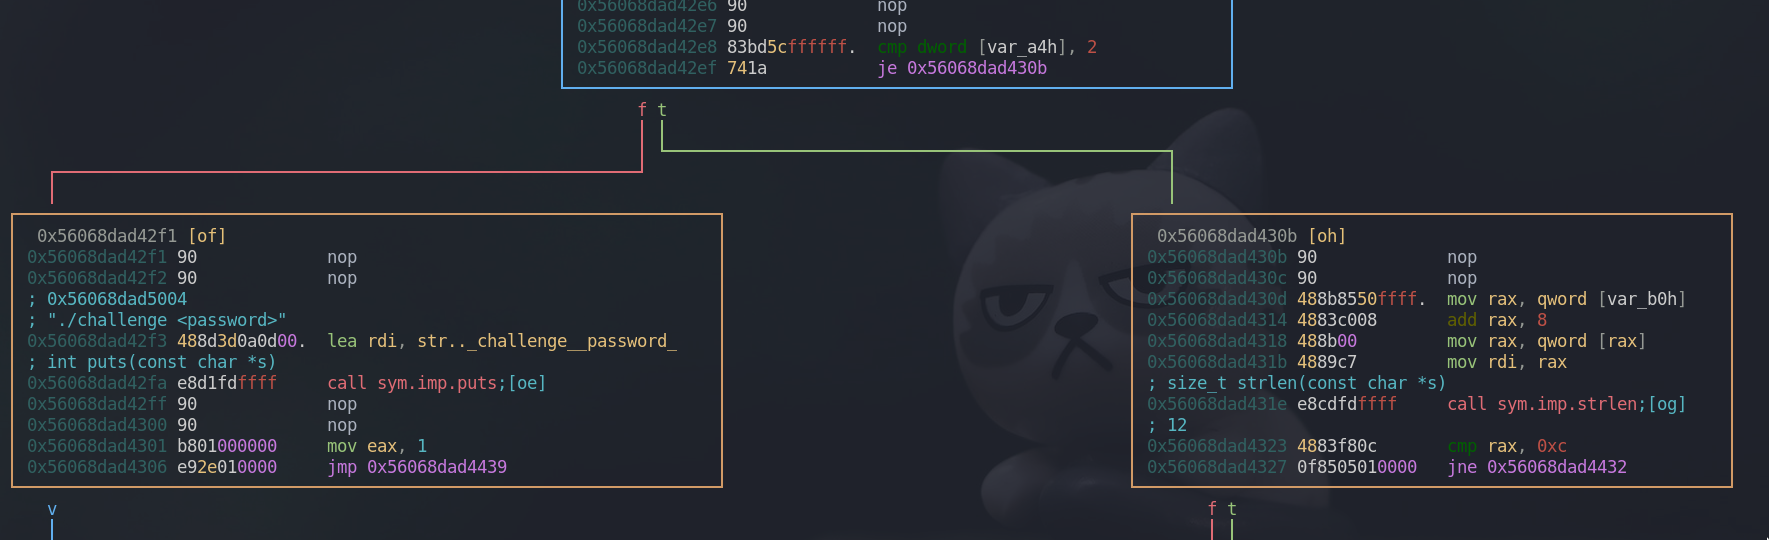 0x56068dad42e6 90 nop
0x56068dad42e7 90 nop
0x56068dad42e8 83bd5cffffff. cmp dword [var_a4h], 2
0x56068dad42ef 741a je 0x56068dad430b
f t
0x56068dad42f1 [of]
0x56068dad42f1 90 nop
0x56068dad42f2 90 nop
; 0x56068dad5004
; "./challenge <password>"
0x56068dad42f3 488d3d0a0d00. lea rdi, str.._challenge__password_
; int puts(const char *s)
0x56068dad42fa e8d1fdffff call sym.imp.puts;[oe]
0x56068dad42ff 90 nop
0x56068dad4300 90 nop
0x56068dad4301 b801000000 mov eax, 1
0x56068dad4306 e92e010000 jmp 0x56068dad4439
v
0x56068dad430b [oh]
0x56068dad430b 90 nop
0x56068dad430c 90 nop
0x56068dad430d 488b8550ffff. mov rax, qword [var_b0h]
0x56068dad4314 4883c008 add rax, 8
0x56068dad4318 488b00 mov rax, qword [rax]
0x56068dad431b 4889c7 mov rdi, rax
; size_t strlen(const char *s)
0x56068dad431e e8cdfdffff call sym.imp.strlen;[og]
; 12
0x56068dad4323 4883f80c cmp rax, 0xc
0x56068dad4327 0f8505010000 jne 0x56068dad4432
f t